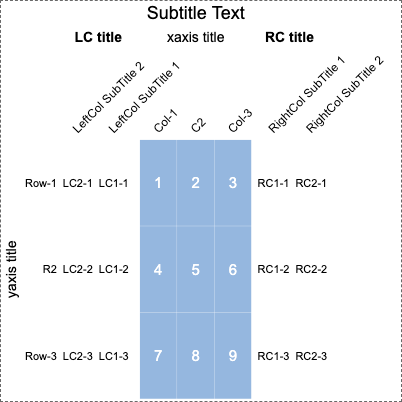 Subtitle Text
LC title xaxis title RC title
LeftCol SubTitle 2 LeftCol SubTitle 1 Col-1 C2 Col-3 RightCol SubTitle 1 RightCol SubTitle 2
Row-1 LC2-1 LC1-1 1 2 3 RC1-1 RC2-1
yaxis title
R2 LC2-2 LC1-2 4 5 6 RC1-2 RC2-2
Row-3 LC2-3 LC1-3 7 8 9 RC1-3 RC2-3